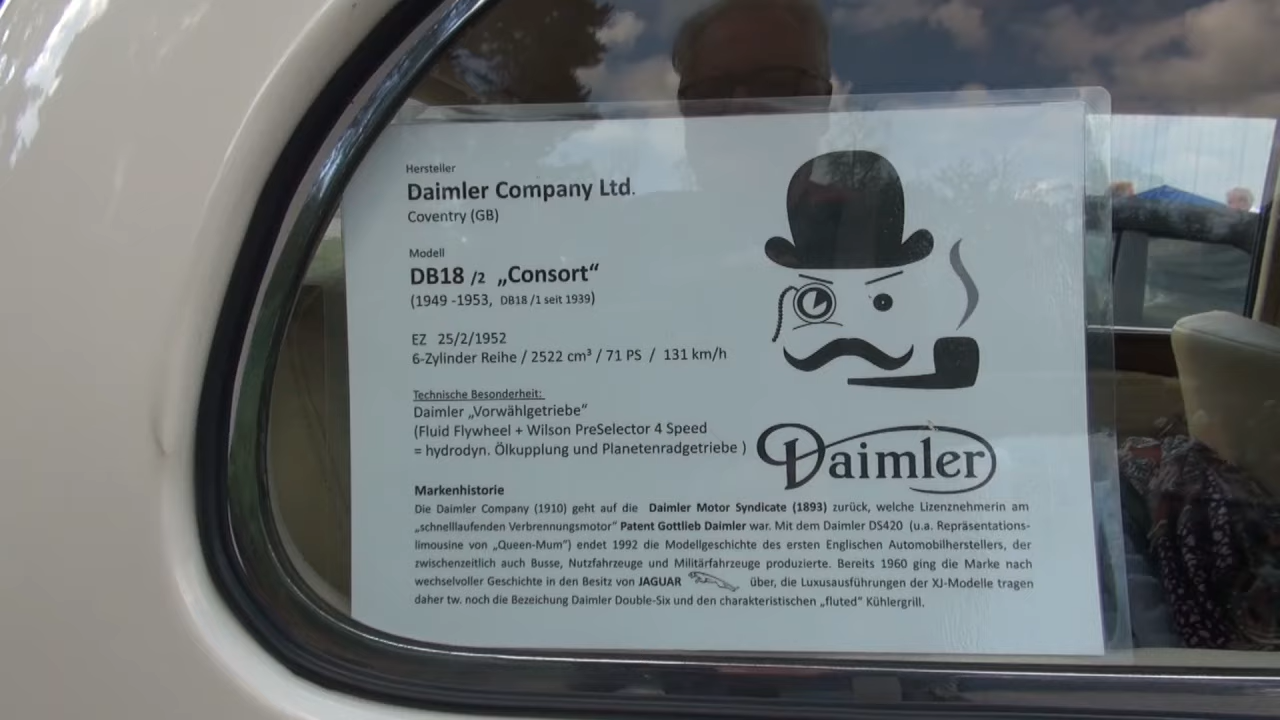 Hersteller
Daimler Company Ltd.
Coventry (GB)
Modell
DB18 /2 „Consort“
(1949 -1953, DB18 /1 seit 1939)
EZ 25/2/1952
6-Zylinder Reihe / 2522 cm³ / 71 PS / 131 km/h
Technische Besonderheit:
Daimler „Vorwählgetriebe“
(Fluid Flywheel + Wilson PreSelector 4 Speed
= hydrodyn. Ölkupplung und Planetenradgetriebe )
Daimler
Markenhistorie
Die Daimler Company (1910) geht auf die Daimler Motor Syndicate (1893) zurück, welche Lizenznehmerin am
„schnelllaufenden Verbrennungsmotor“ Patent Gottlieb Daimler war. Mit dem Daimler DS420 (u.a. Repräsentations-
limousine von „Queen-Mum“) endet 1992 die Modellgeschichte des ersten Englischen Automobilherstellers, der
zwischenzeitlich auch Busse, Nutzfahrzeuge und Militärfahrzeuge produzierte. Bereits 1960 ging die Marke nach
wechselvoller Geschichte in den Besitz von JAGUAR über, die Luxusausführungen der XJ-Modelle tragen
daher tw. noch die Bezeichung Daimler Double-Six und den charakteristischen „fluted“ Kühlergrill.